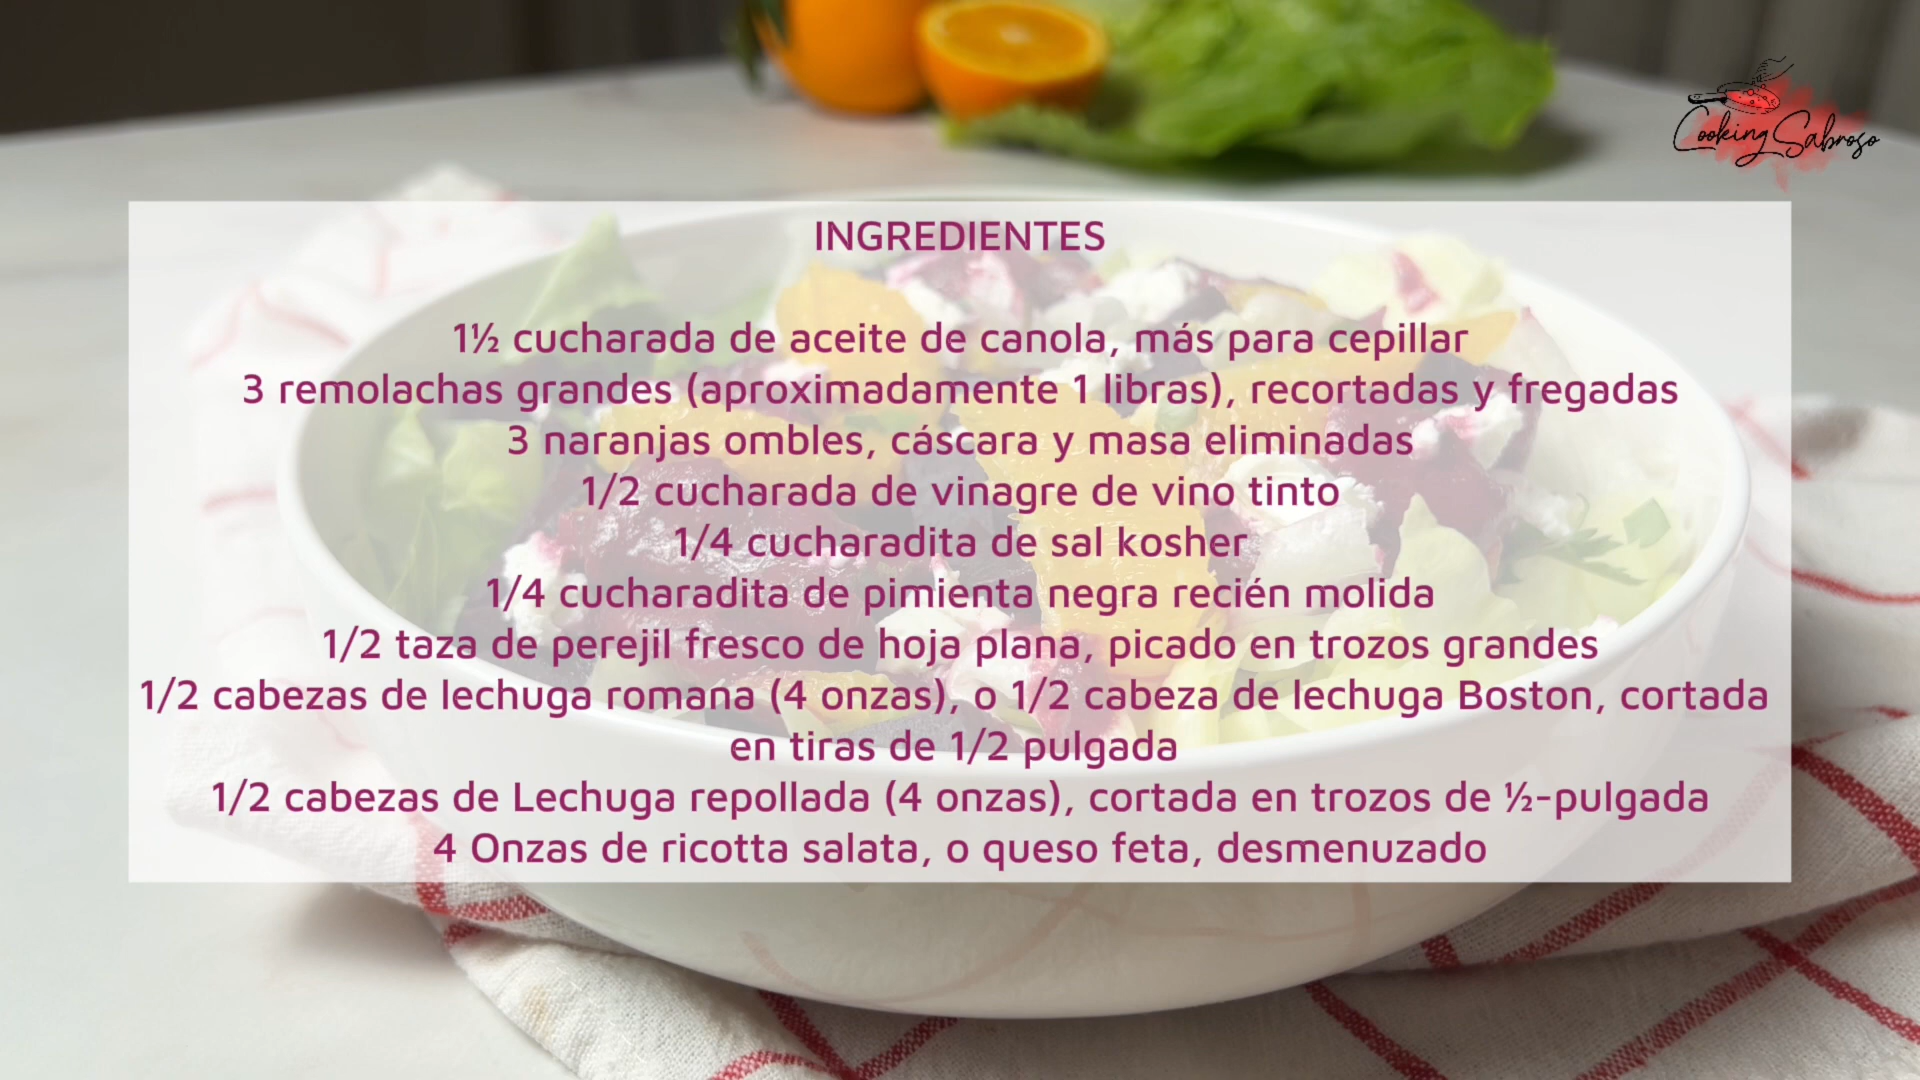 Cooking Sabroso
INGREDIENTES
1½ cucharada de aceite de canola, más para cepillar
3 remolachas grandes (aproximadamente 1 libras), recortadas y fregadas
3 naranjas ombles, cáscara y masa eliminadas
1/2 cucharada de vinagre de vino tinto
1/4 cucharadita de sal kosher
1/4 cucharadita de pimienta negra recién molida
1/2 taza de perejil fresco de hoja plana, picado en trozos grandes
1/2 cabezas de lechuga romana (4 onzas), o 1/2 cabeza de lechuga Boston, cortada
en tiras de 1/2 pulgada
1/2 cabezas de Lechuga repollada (4 onzas), cortada en trozos de ½-pulgada
4 Onzas de ricotta salata, o queso feta, desmenuzado